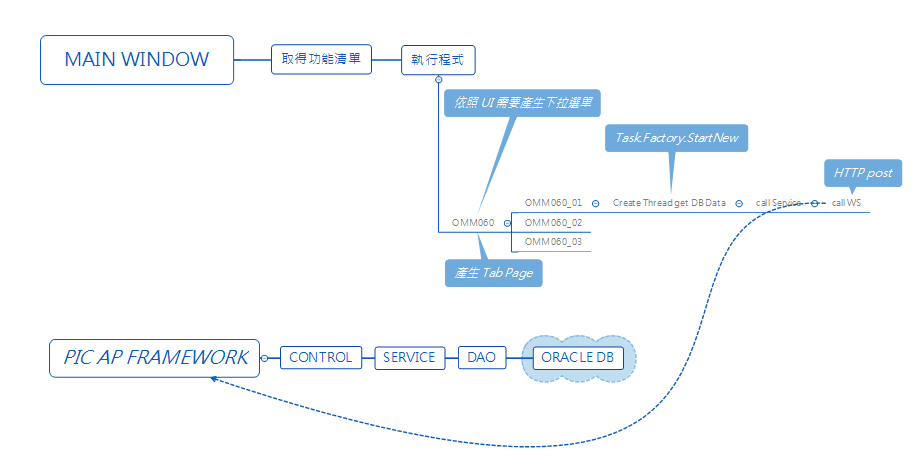 MAIN WINDOW
取得功能清單
執行程式
依照 UI 需要產生下拉選單
Task.Factory.StartNew
HTTP post
OMM060
OMM060_01
Create Thread get DB Data
call Service
call WS
OMM060_02
OMM060_03
產生 Tab Page
PIC AP FRAMEWORK
CONTROL
SERVICE
DAO
ORACLE DB